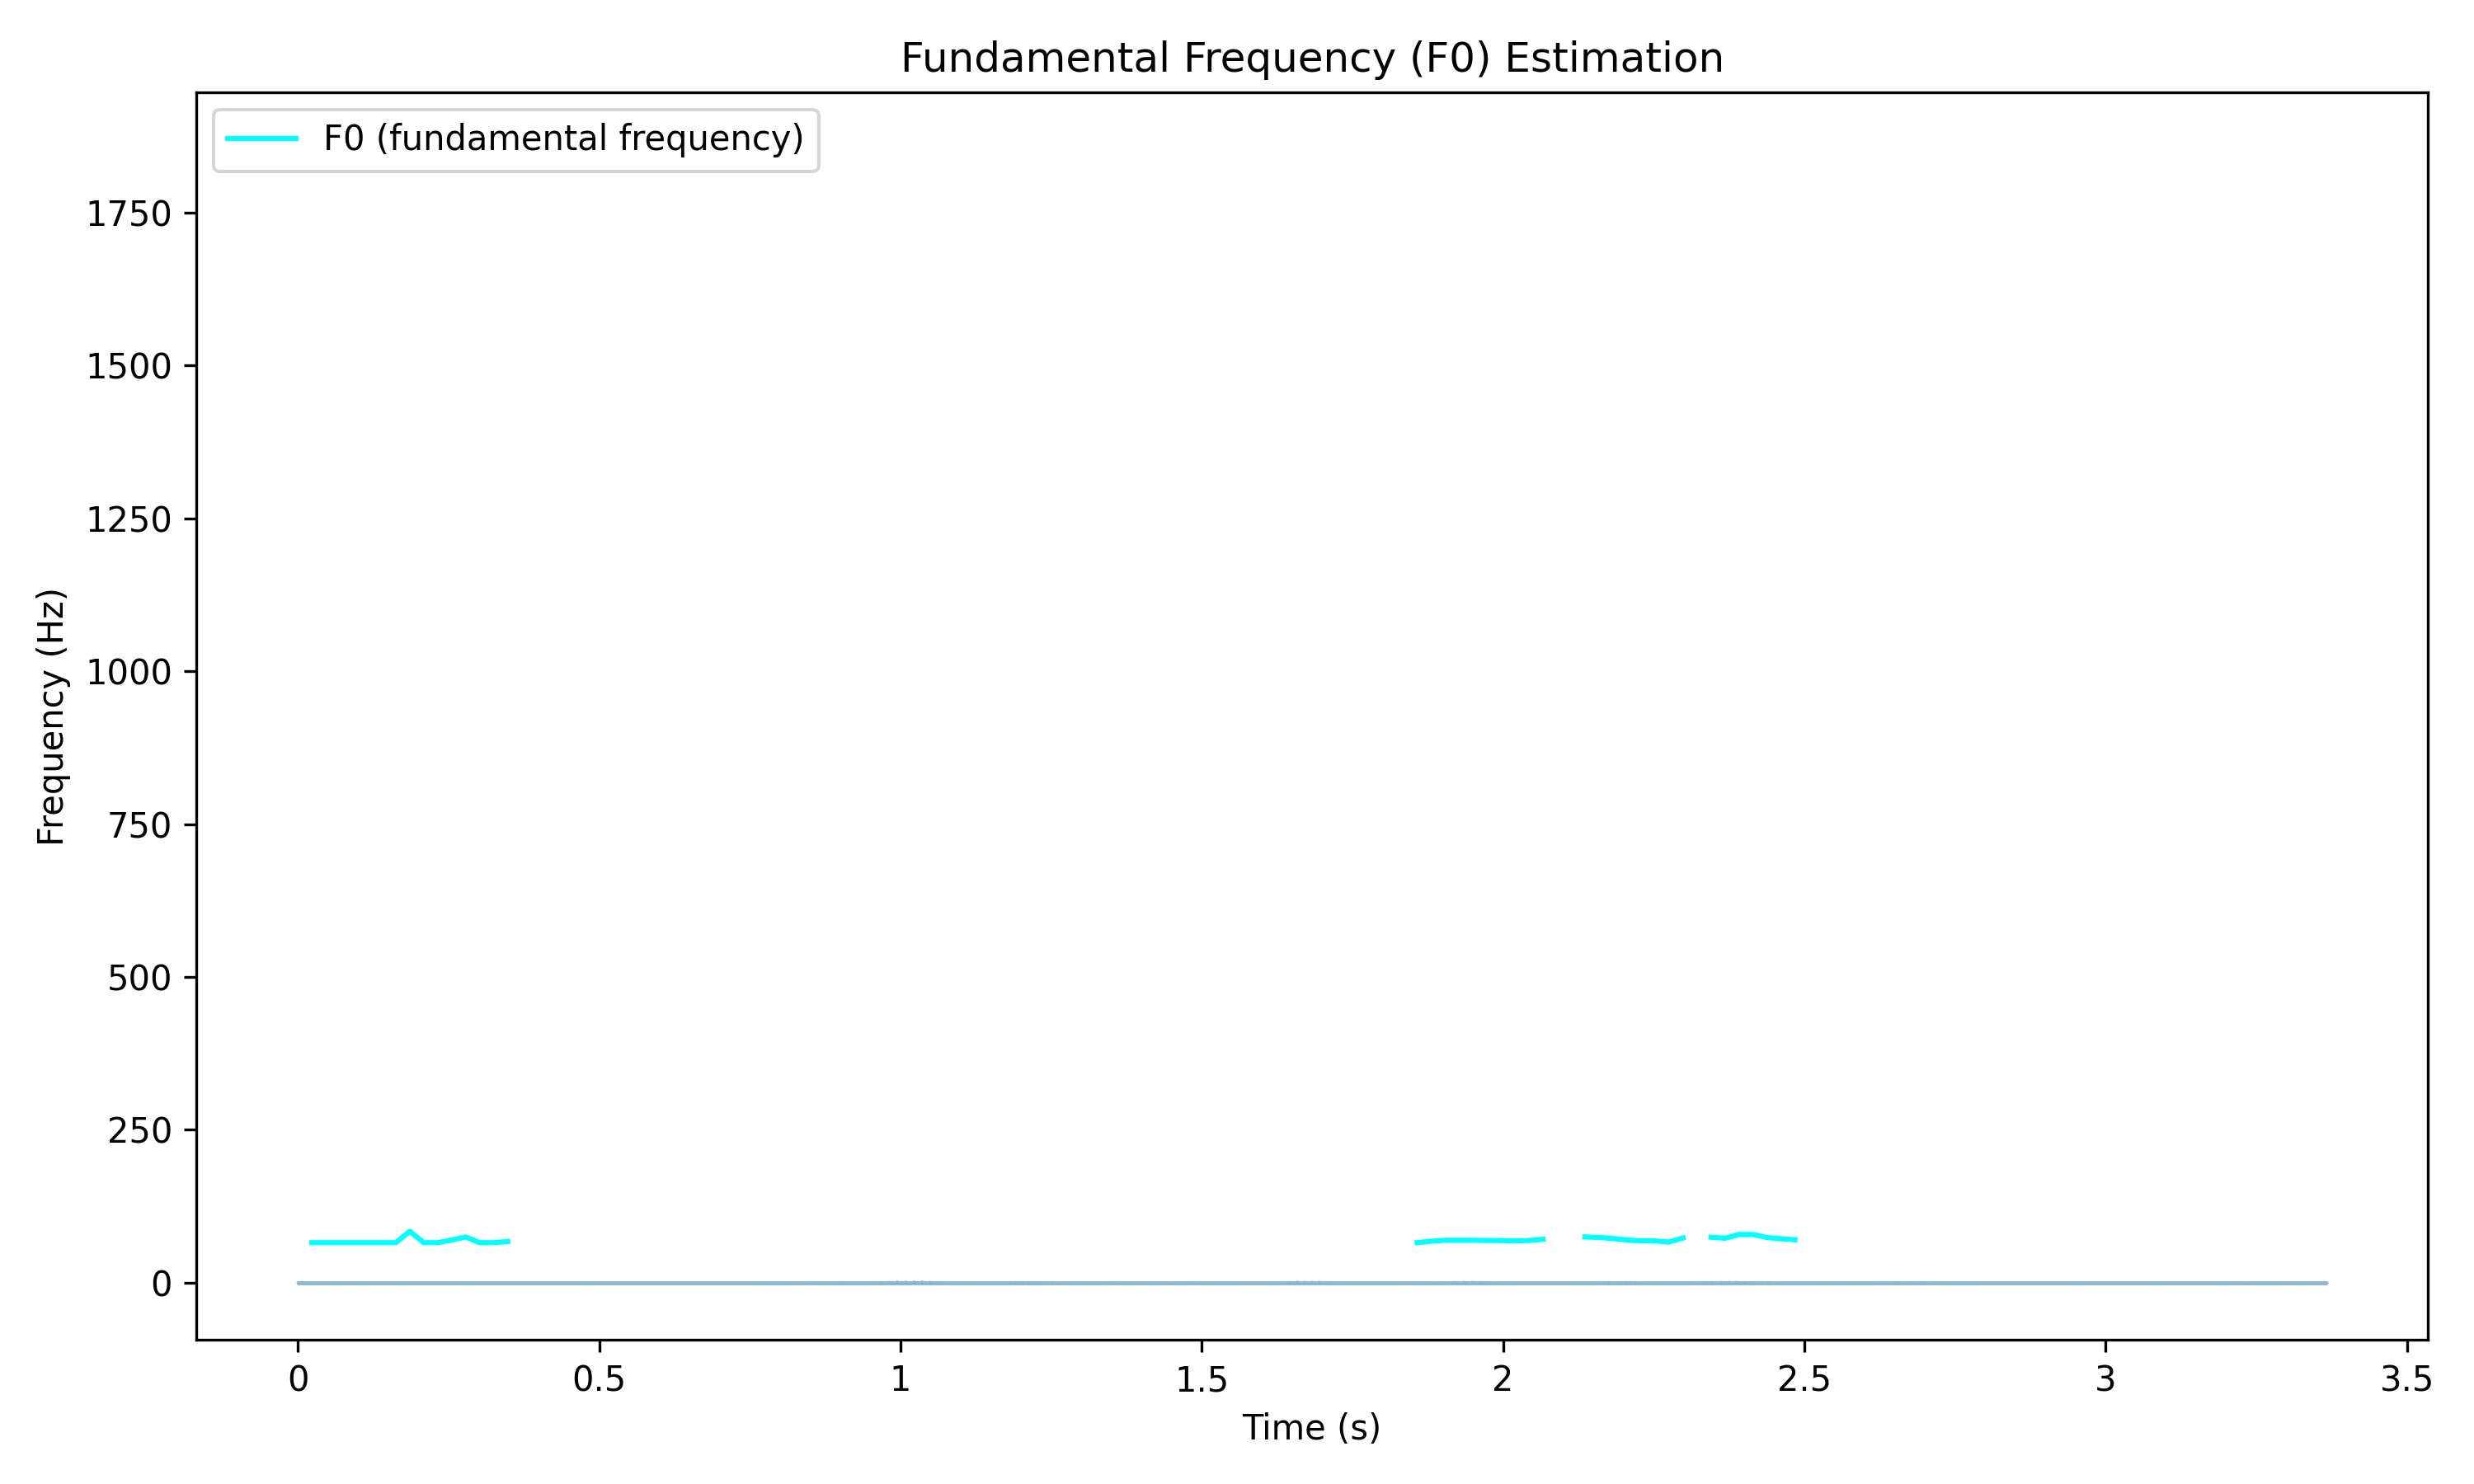 Fundamental Frequency (F0) Estimation
F0 (fundamental frequency)
1750
1500
1250
1000
750
500
250
0
Frequency (Hz)
0 0.5 1 1.5 2 2.5 3 3.5
Time (s)